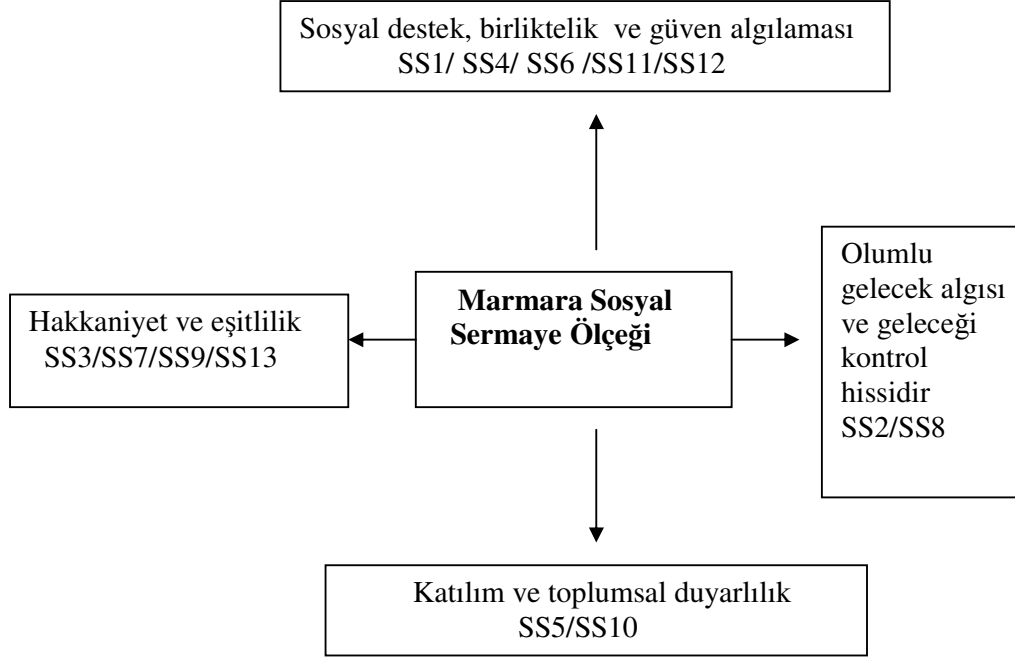 Sosyal destek, birliktelik ve güven algılaması
SS1/ SS4/ SS6 /SS11/SS12
Hakkaniyet ve eşitlilik
SS3/SS7/SS9/SS13
Marmara Sosyal
Sermaye Ölçeği
Olumlu
gelecek algısı
ve geleceği
kontrol
hissidir
SS2/SS8
Katılım ve toplumsal duyarlılık
SS5/SS10